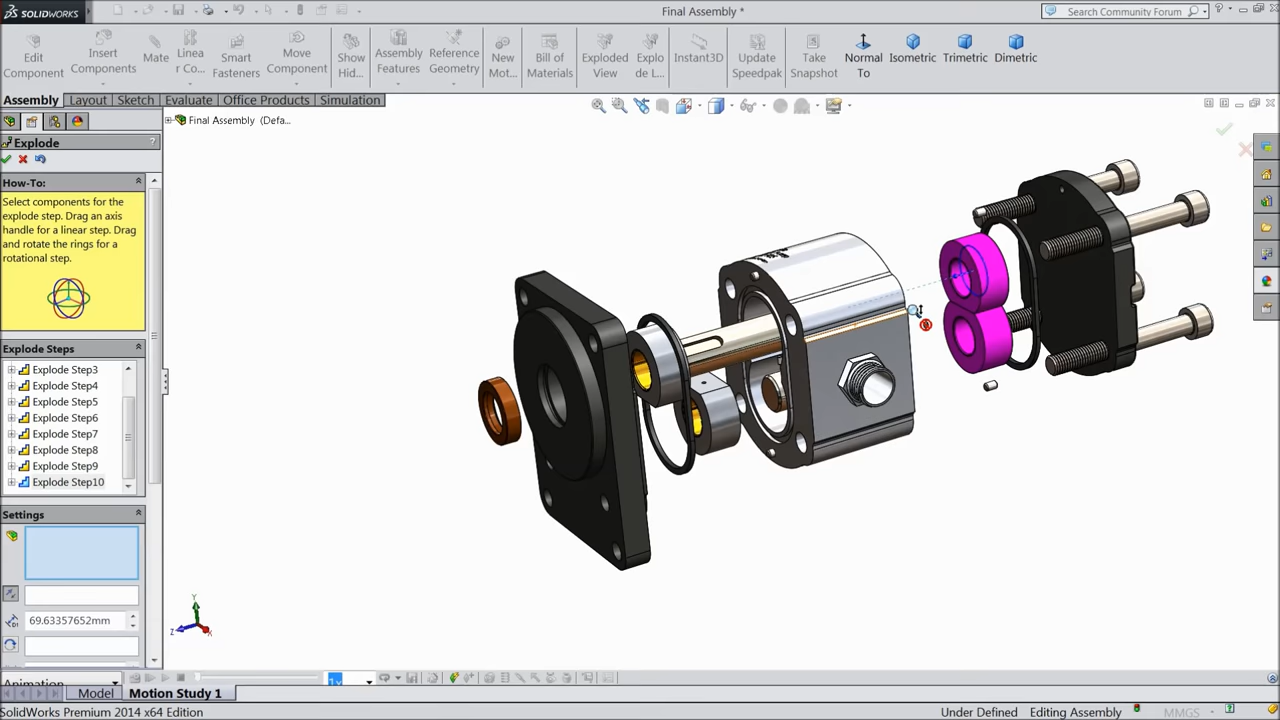 SOLIDWORKS
Final Assembly *
Search Community Forum
Edit Component
Insert Components
Mate
Linea r Co...
Smart Fasteners
Move Component
Show Hid...
Assembly Features
Reference Geometry
New Mot...
Bill of Materials
Exploded View
Explo de L...
Instant3D
Update Speedpak
Take Snapshot
Normal To
Isometric
Trimetric
Dimetric
Assembly
Layout
Sketch
Evaluate
Office Products
Simulation
Final Assembly (Defa...
Explode
?
How-To:
Select components for the
explode step. Drag an axis
handle for a linear step. Drag
and rotate the rings for a
rotational step.
Explode Steps
Explode Step3
Explode Step4
Explode Step5
Explode Step6
Explode Step7
Explode Step8
Explode Step9
Explode Step10
Settings
69.63357652mm
Y
Z
X
Animation
Model
Motion Study 1
SolidWorks Premium 2014 x64 Edition
Under Defined
Editing Assembly
MMGS